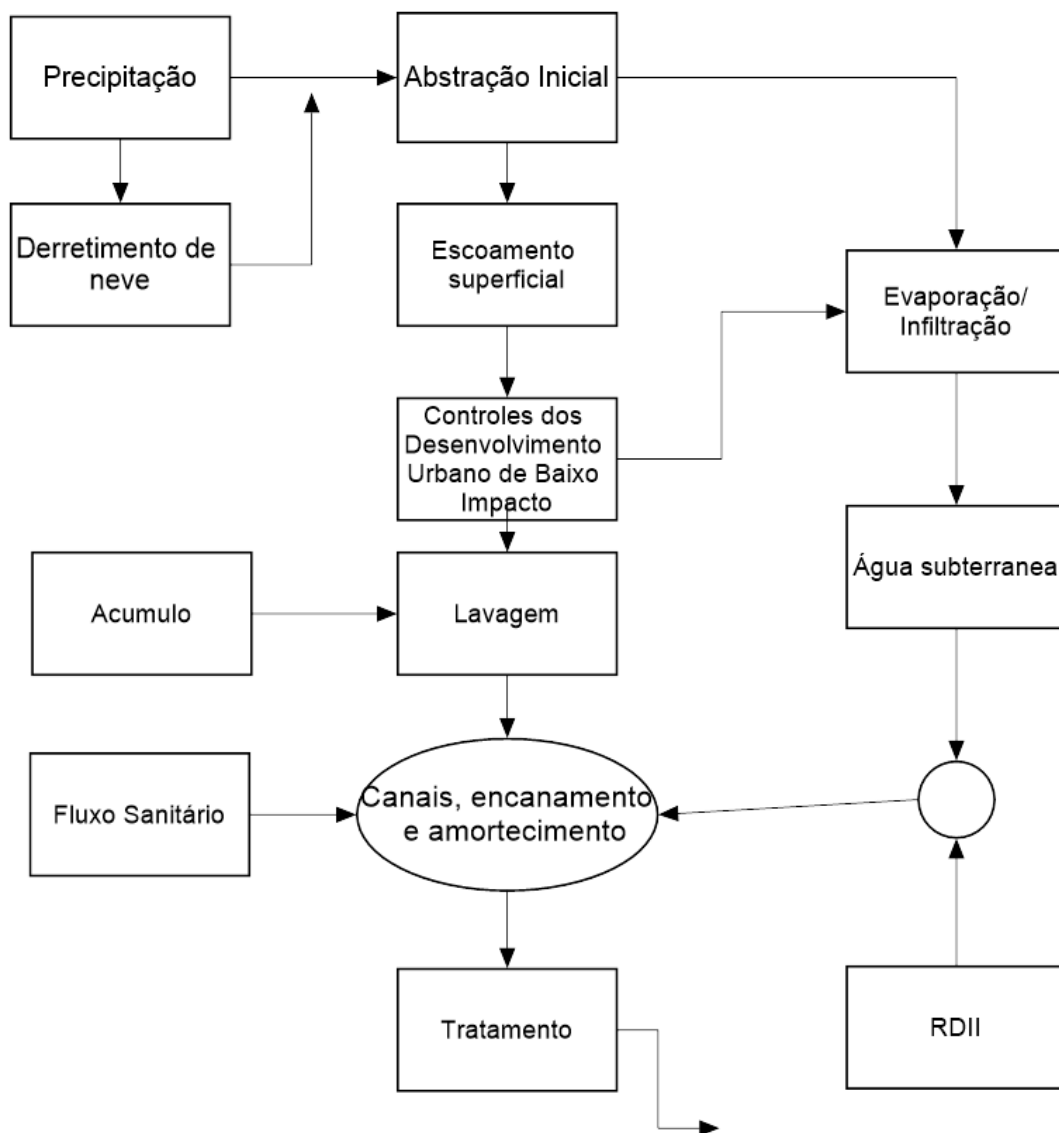 Precipitação
Abstração Inicial
Derretimento de
neve
Escoamento
superficial
Evaporação/
Infiltração
Controles dos
Desenvolvimento
Urbano de Baixo
Impacto
Água subterranea
Acumulo
Lavagem
Fluxo Sanitário
Canais, encanamento
e amortecimento
Tratamento
RDII